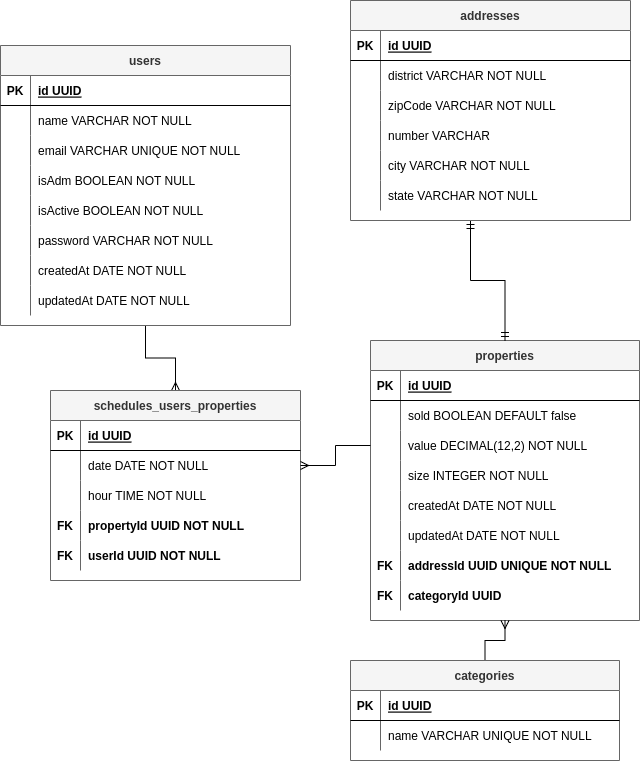 users
PK id UUID
name VARCHAR NOT NULL
email VARCHAR UNIQUE NOT NULL
isAdm BOOLEAN NOT NULL
isActive BOOLEAN NOT NULL
password VARCHAR NOT NULL
createdAt DATE NOT NULL
updatedAt DATE NOT NULL
addresses
PK id UUID
district VARCHAR NOT NULL
zipCode VARCHAR NOT NULL
number VARCHAR
city VARCHAR NOT NULL
state VARCHAR NOT NULL
schedules_users_properties
PK id UUID
date DATE NOT NULL
hour TIME NOT NULL
FK propertyId UUID NOT NULL
FK userId UUID NOT NULL
properties
PK id UUID
sold BOOLEAN DEFAULT false
value DECIMAL(12,2) NOT NULL
size INTEGER NOT NULL
createdAt DATE NOT NULL
updatedAt DATE NOT NULL
FK addressId UUID UNIQUE NOT NULL
FK categoryId UUID
categories
PK id UUID
name VARCHAR UNIQUE NOT NULL